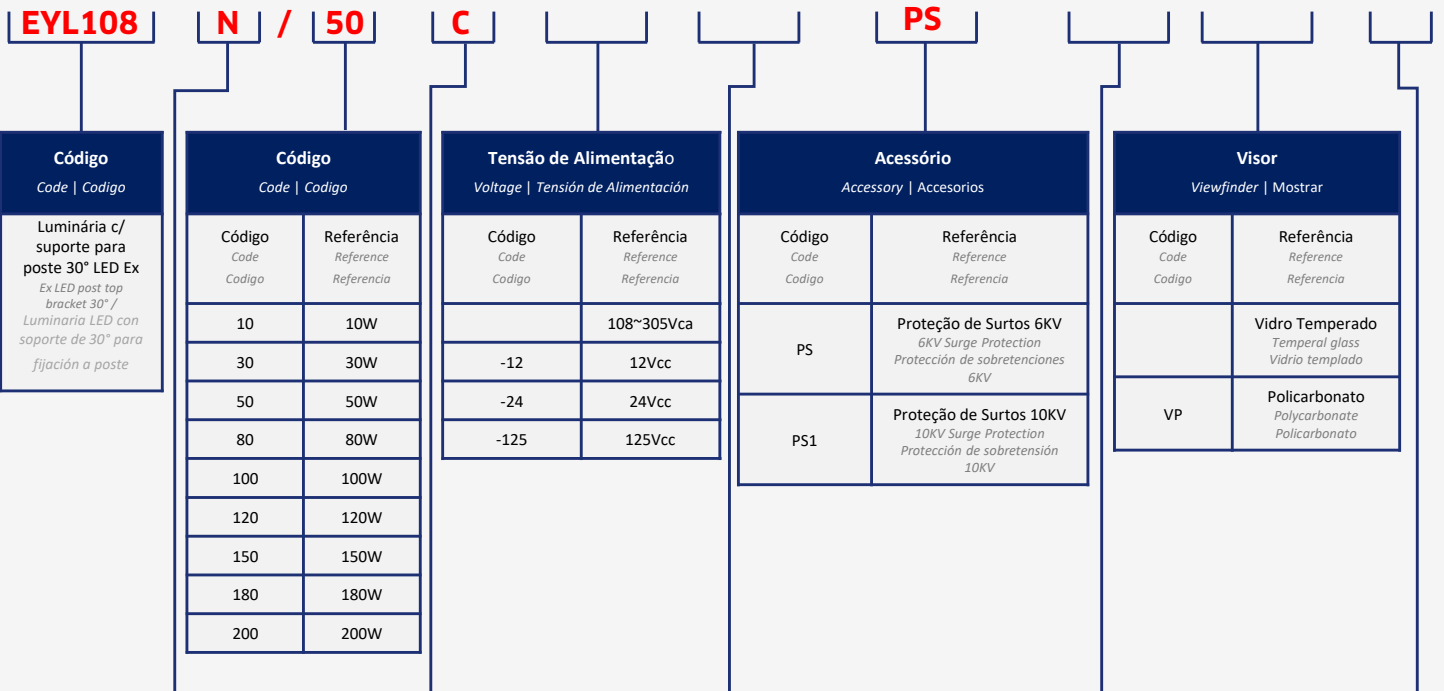 EYL108 N / 50 C PS
Código
Code | Codigo
Luminária c/
suporte para
poste 30° LED Ex
Ex LED post top
bracket 30° /
Luminaria LED con
soporte de 30° para
fijación a poste
Código
Code | Codigo
Código Referência
Code Reference
Codigo Referencia
10 10W
30 30W
50 50W
80 80W
100 100W
120 120W
150 150W
180 180W
200 200W
Tensão de Alimentação
Voltage | Tensión de Alimentación
Código Referência
Code Reference
Codigo Referencia
108~305Vca
-12 12Vcc
-24 24Vcc
-125 125Vcc
Acessório
Accessory | Accesorios
Código Referência
Code Reference
Codigo Referencia
PS Proteção de Surtos 6KV
6KV Surge Protection
Protección de sobretenciones
6KV
PS1 Proteção de Surtos 10KV
10KV Surge Protection
Protección de sobretensión
10KV
Visor
Viewfinder | Mostrar
Código Referência
Code Reference
Codigo Referencia
Vidro Temperado
Temperal glass
Vidrio templado
VP Policarbonato
Polycarbonate
Policarbonato